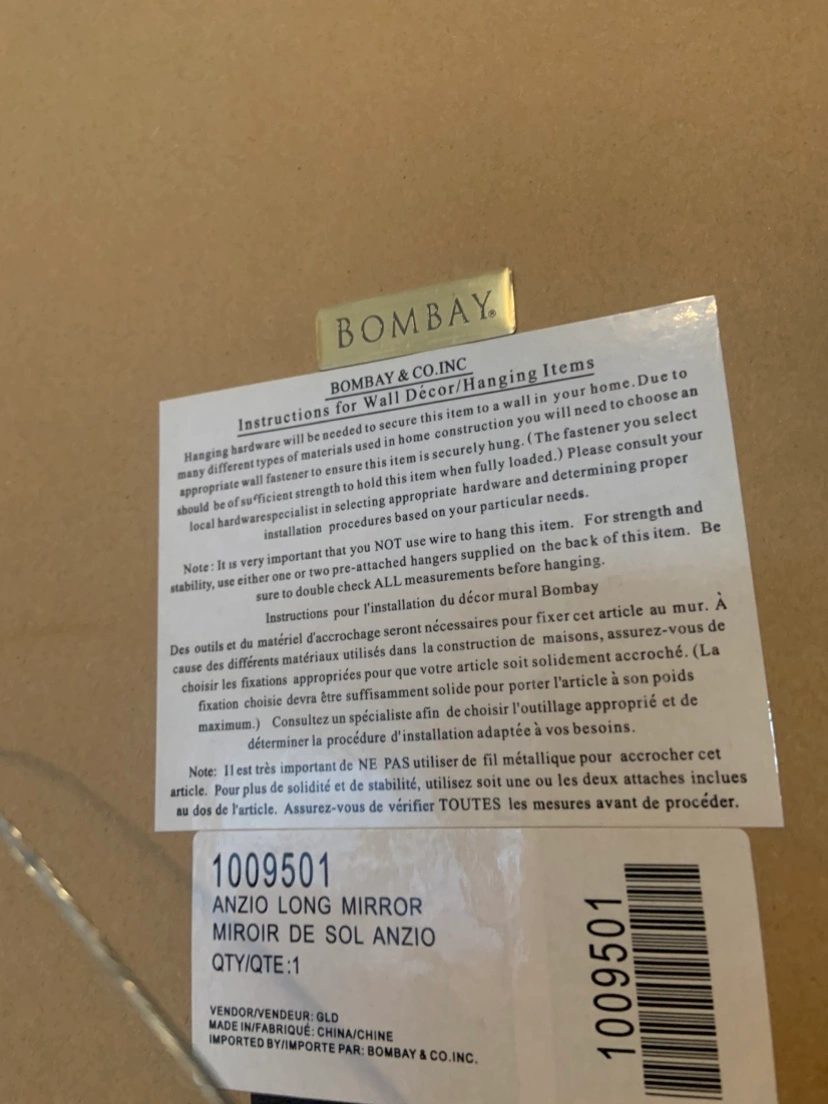 BOMBAY®
BOMBAY & CO.INC
Instructions for Wall Décor/Hanging Items
Hanging hardware will be needed to secure this item to a wall in your home. Due to
many different types of materials used in home construction you will need to choose an
appropriate wall fastener to ensure this item is securely hung. (The fastener you select
should be of sufficient strength to hold this item when fully loaded.) Please consult your
local hardwarespecialist in selecting appropriate hardware and determining proper
installation procedures based on your particular needs.
Note: It is very important that you NOT use wire to hang this item. For strength and
stability, use either one or two pre-attached hangers supplied on the back of this item. Be
sure to double check ALL measurements before hanging.
Instructions pour l'installation du décor mural Bombay
Des outils et du matériel d'accrochage seront nécessaires pour fixer cet article au mur. À
cause des différents matériaux utilisés dans la construction de maisons, assurez-vous de
choisir les fixations appropriées pour que votre article soit solidement accroché. (La
fixation choisie devra être suffisamment solide pour porter l'article à son poids
maximum.) Consultez un spécialiste afin de choisir l'outillage approprié et de
déterminer la procédure d'installation adaptée à vos besoins.
Note: Il est très important de NE PAS utiliser de fil métallique pour accrocher cet
article. Pour plus de solidité et de stabilité, utilisez soit une ou les deux attaches inclues
au dos de l'article. Assurez-vous de vérifier TOUTES les mesures avant de procéder.
1009501
ANZIO LONG MIRROR
MIROIR DE SOL ANZIO
QTY/QTE:1
VENDOR/VENDEUR: GLD
MADE IN/FABRIQUÉ: CHINA/CHINE
IMPORTED BY/IMPORTE PAR: BOMBAY & CO.INC.
1009501